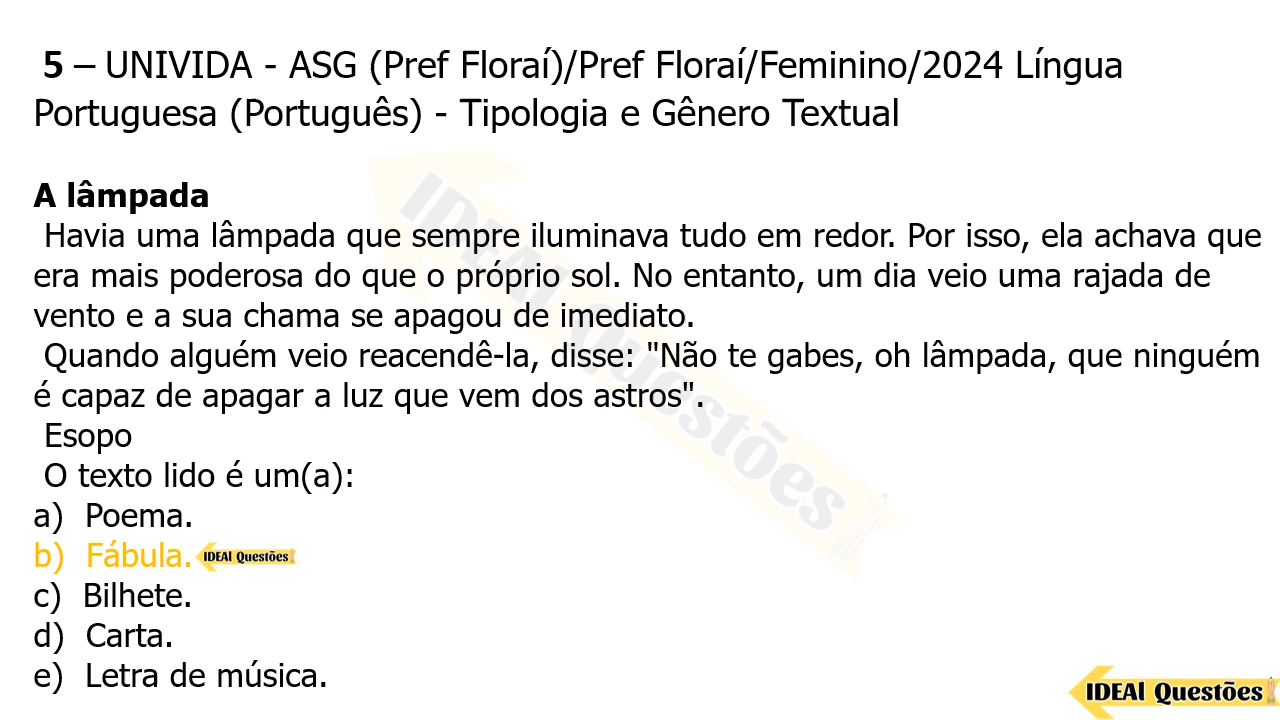 5 – UNIVIDA - ASG (Pref Floraí)/Pref Floraí/Feminino/2024 Língua
Portuguesa (Português) - Tipologia e Gênero Textual
A lâmpada
Havia uma lâmpada que sempre iluminava tudo em redor. Por isso, ela achava que
era mais poderosa do que o próprio sol. No entanto, um dia veio uma rajada de
vento e a sua chama se apagou de imediato.
Quando alguém veio reacendê-la, disse: "Não te gabes, oh lâmpada, que ninguém
é capaz de apagar a luz que vem dos astros".
Esopo
O texto lido é um(a):
a) Poema.
b) Fábula. IDEAl Questões
c) Bilhete.
d) Carta.
e) Letra de música.
IDEAl Questões
IDEAl Questões